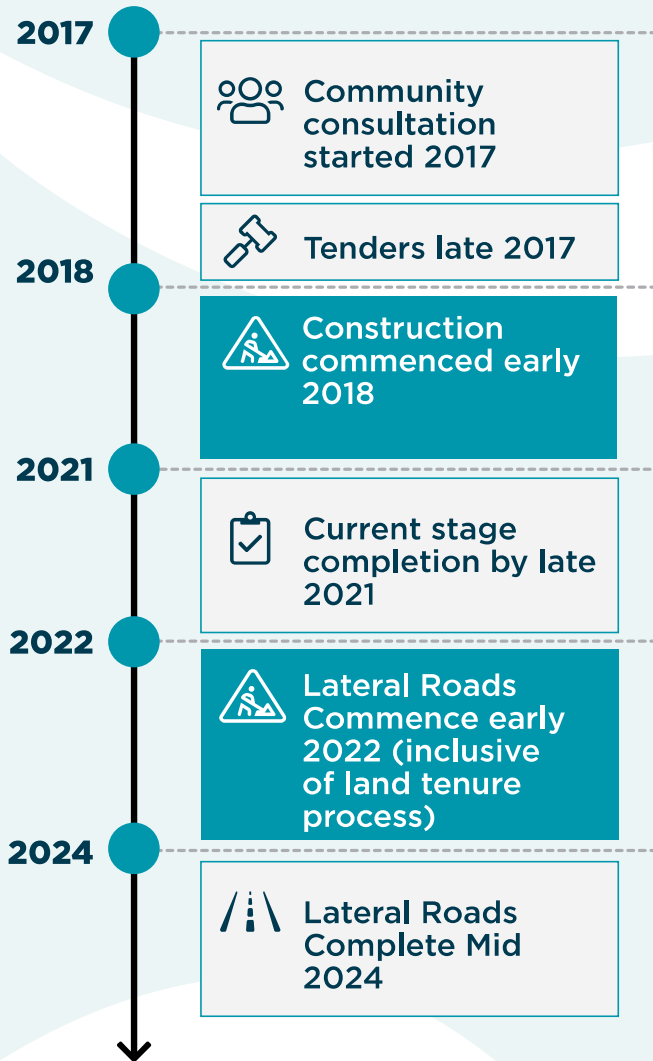 2017
Community
consultation
started 2017
Tenders late 2017
2018
Construction
commenced early
2018
2021
Current stage
completion by late
2021
2022
Lateral Roads
Commence early
2022 (inclusive
of land tenure
process)
2024
Lateral Roads
Complete Mid
2024